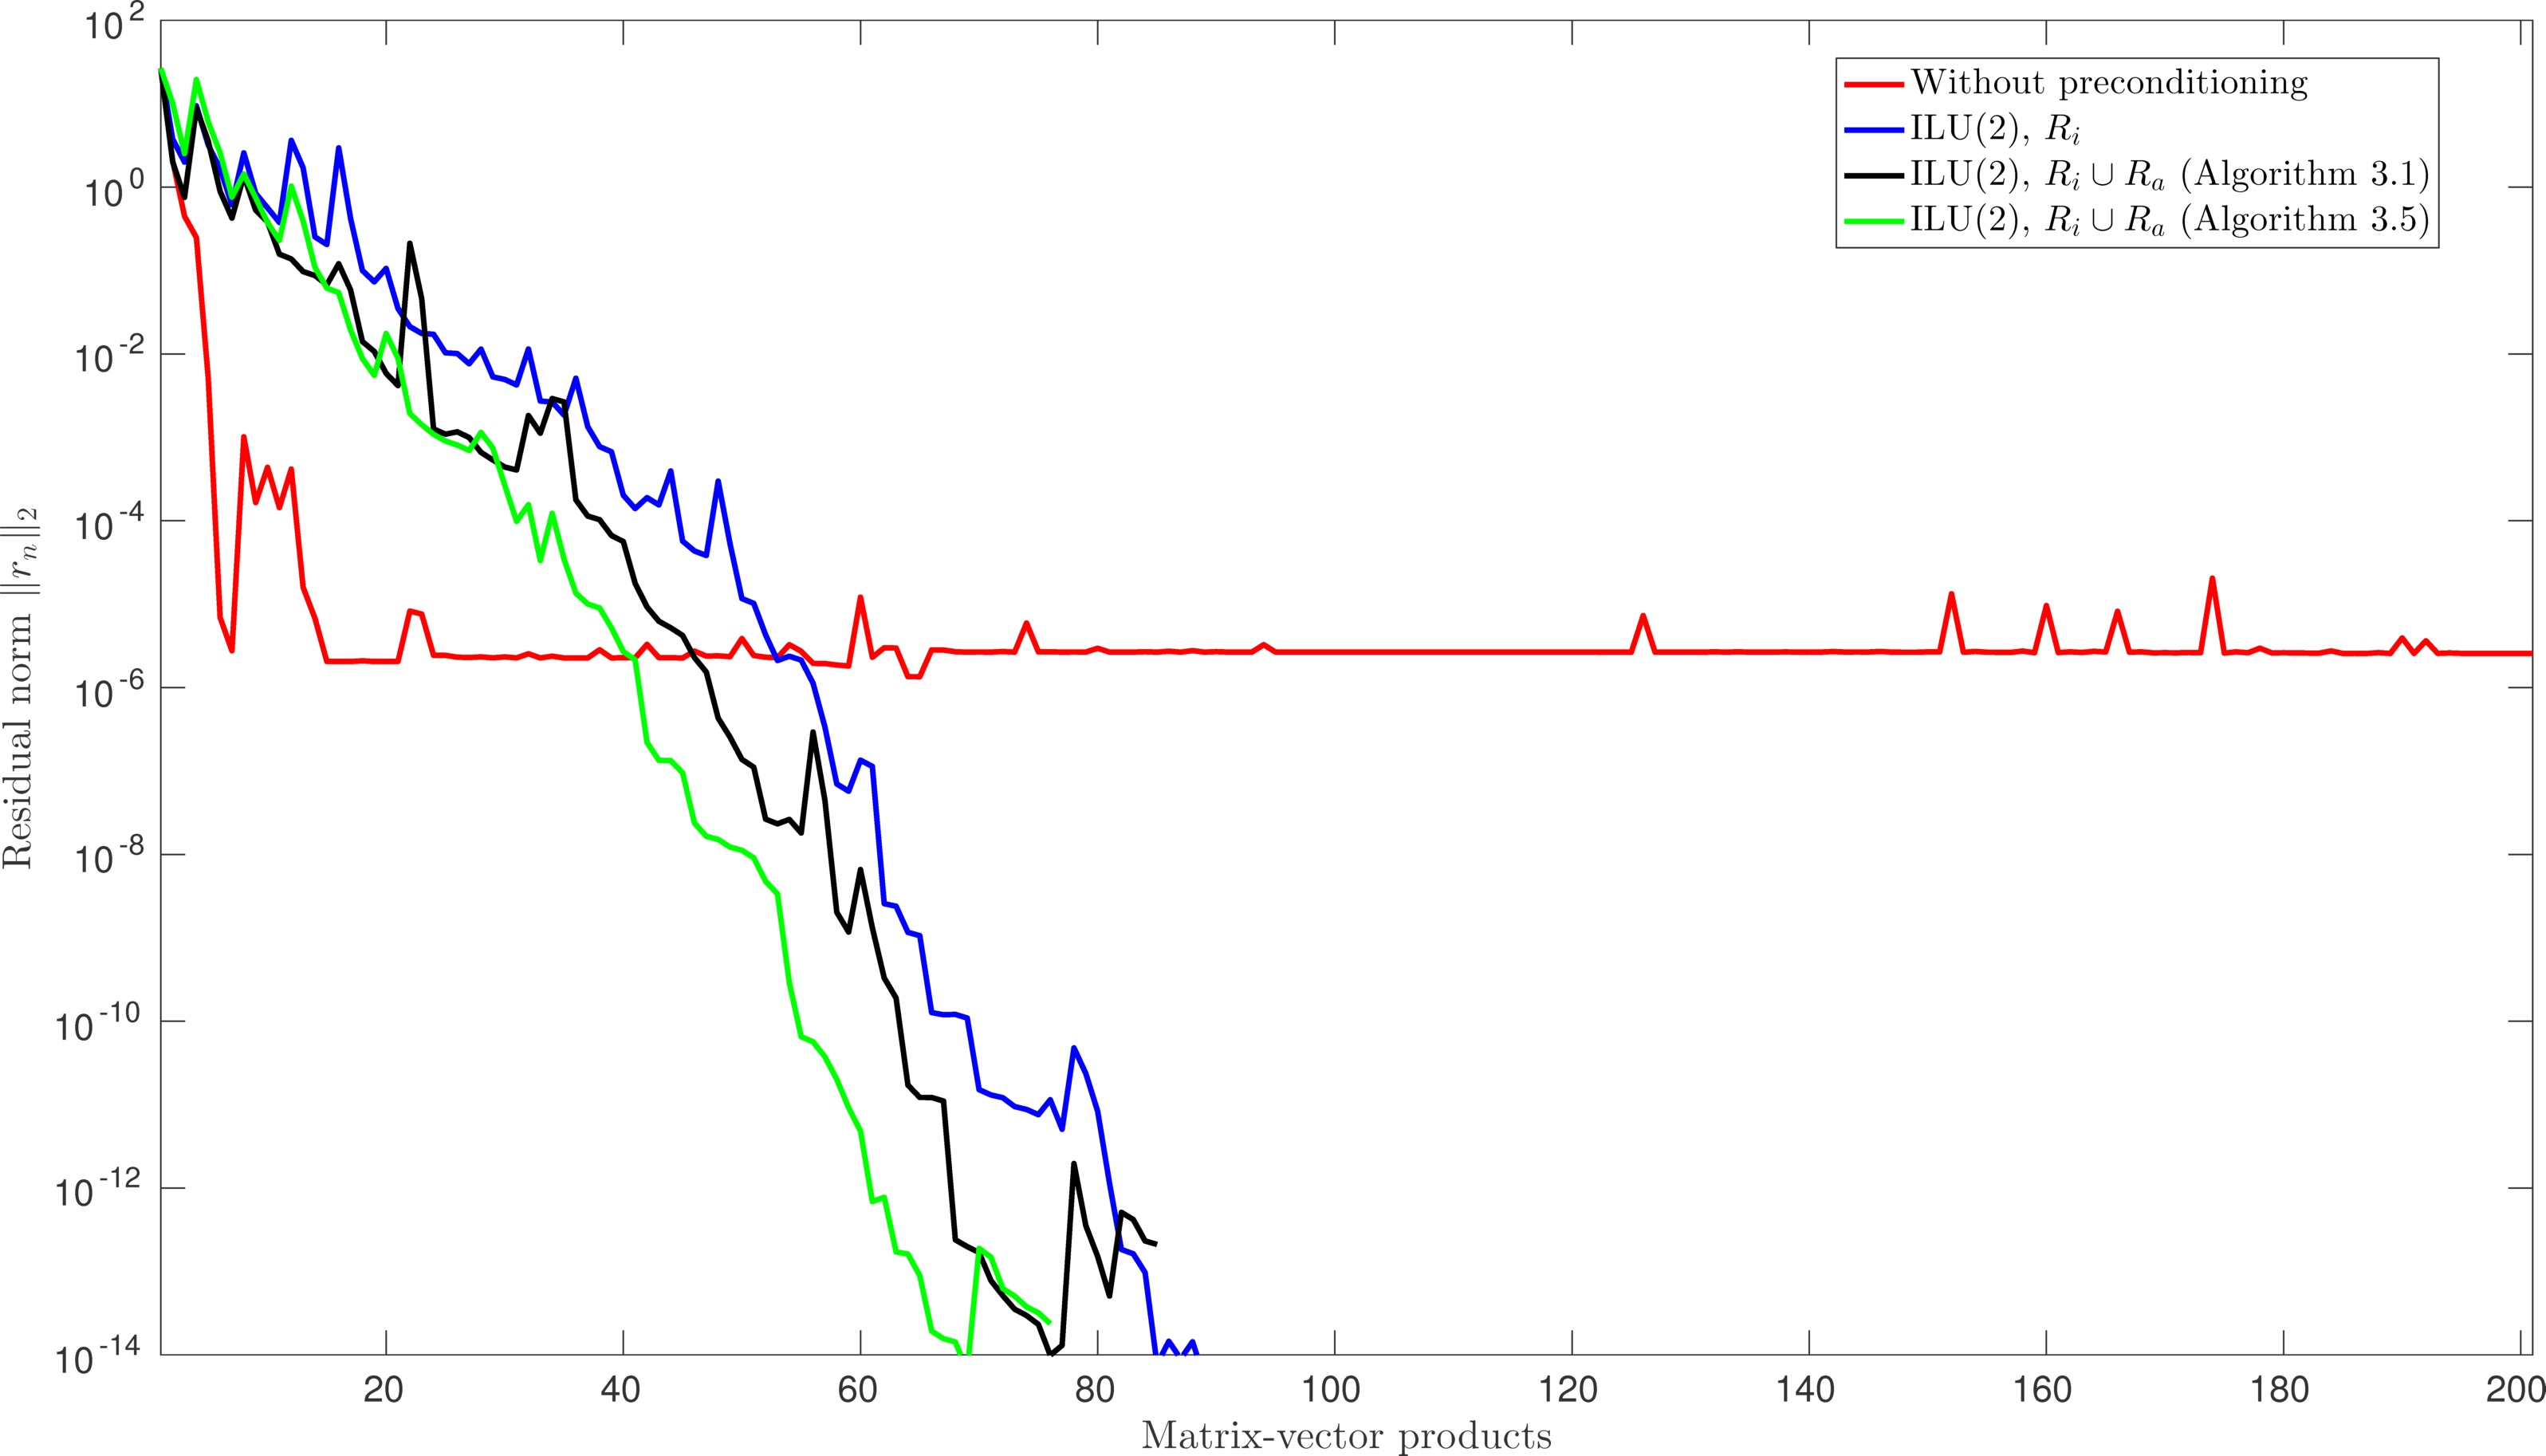 10^2
10^0
10^-2
10^-4
10^-6
10^-8
10^-10
10^-12
10^-14
Residual norm ||r_n||_2
Without preconditioning
ILU(2), R_i
ILU(2), R_i ∪ R_a (Algorithm 3.1)
ILU(2), R_i ∪ R_a (Algorithm 3.5)
20 40 60 80 100 120 140 160 180 200
Matrix-vector products